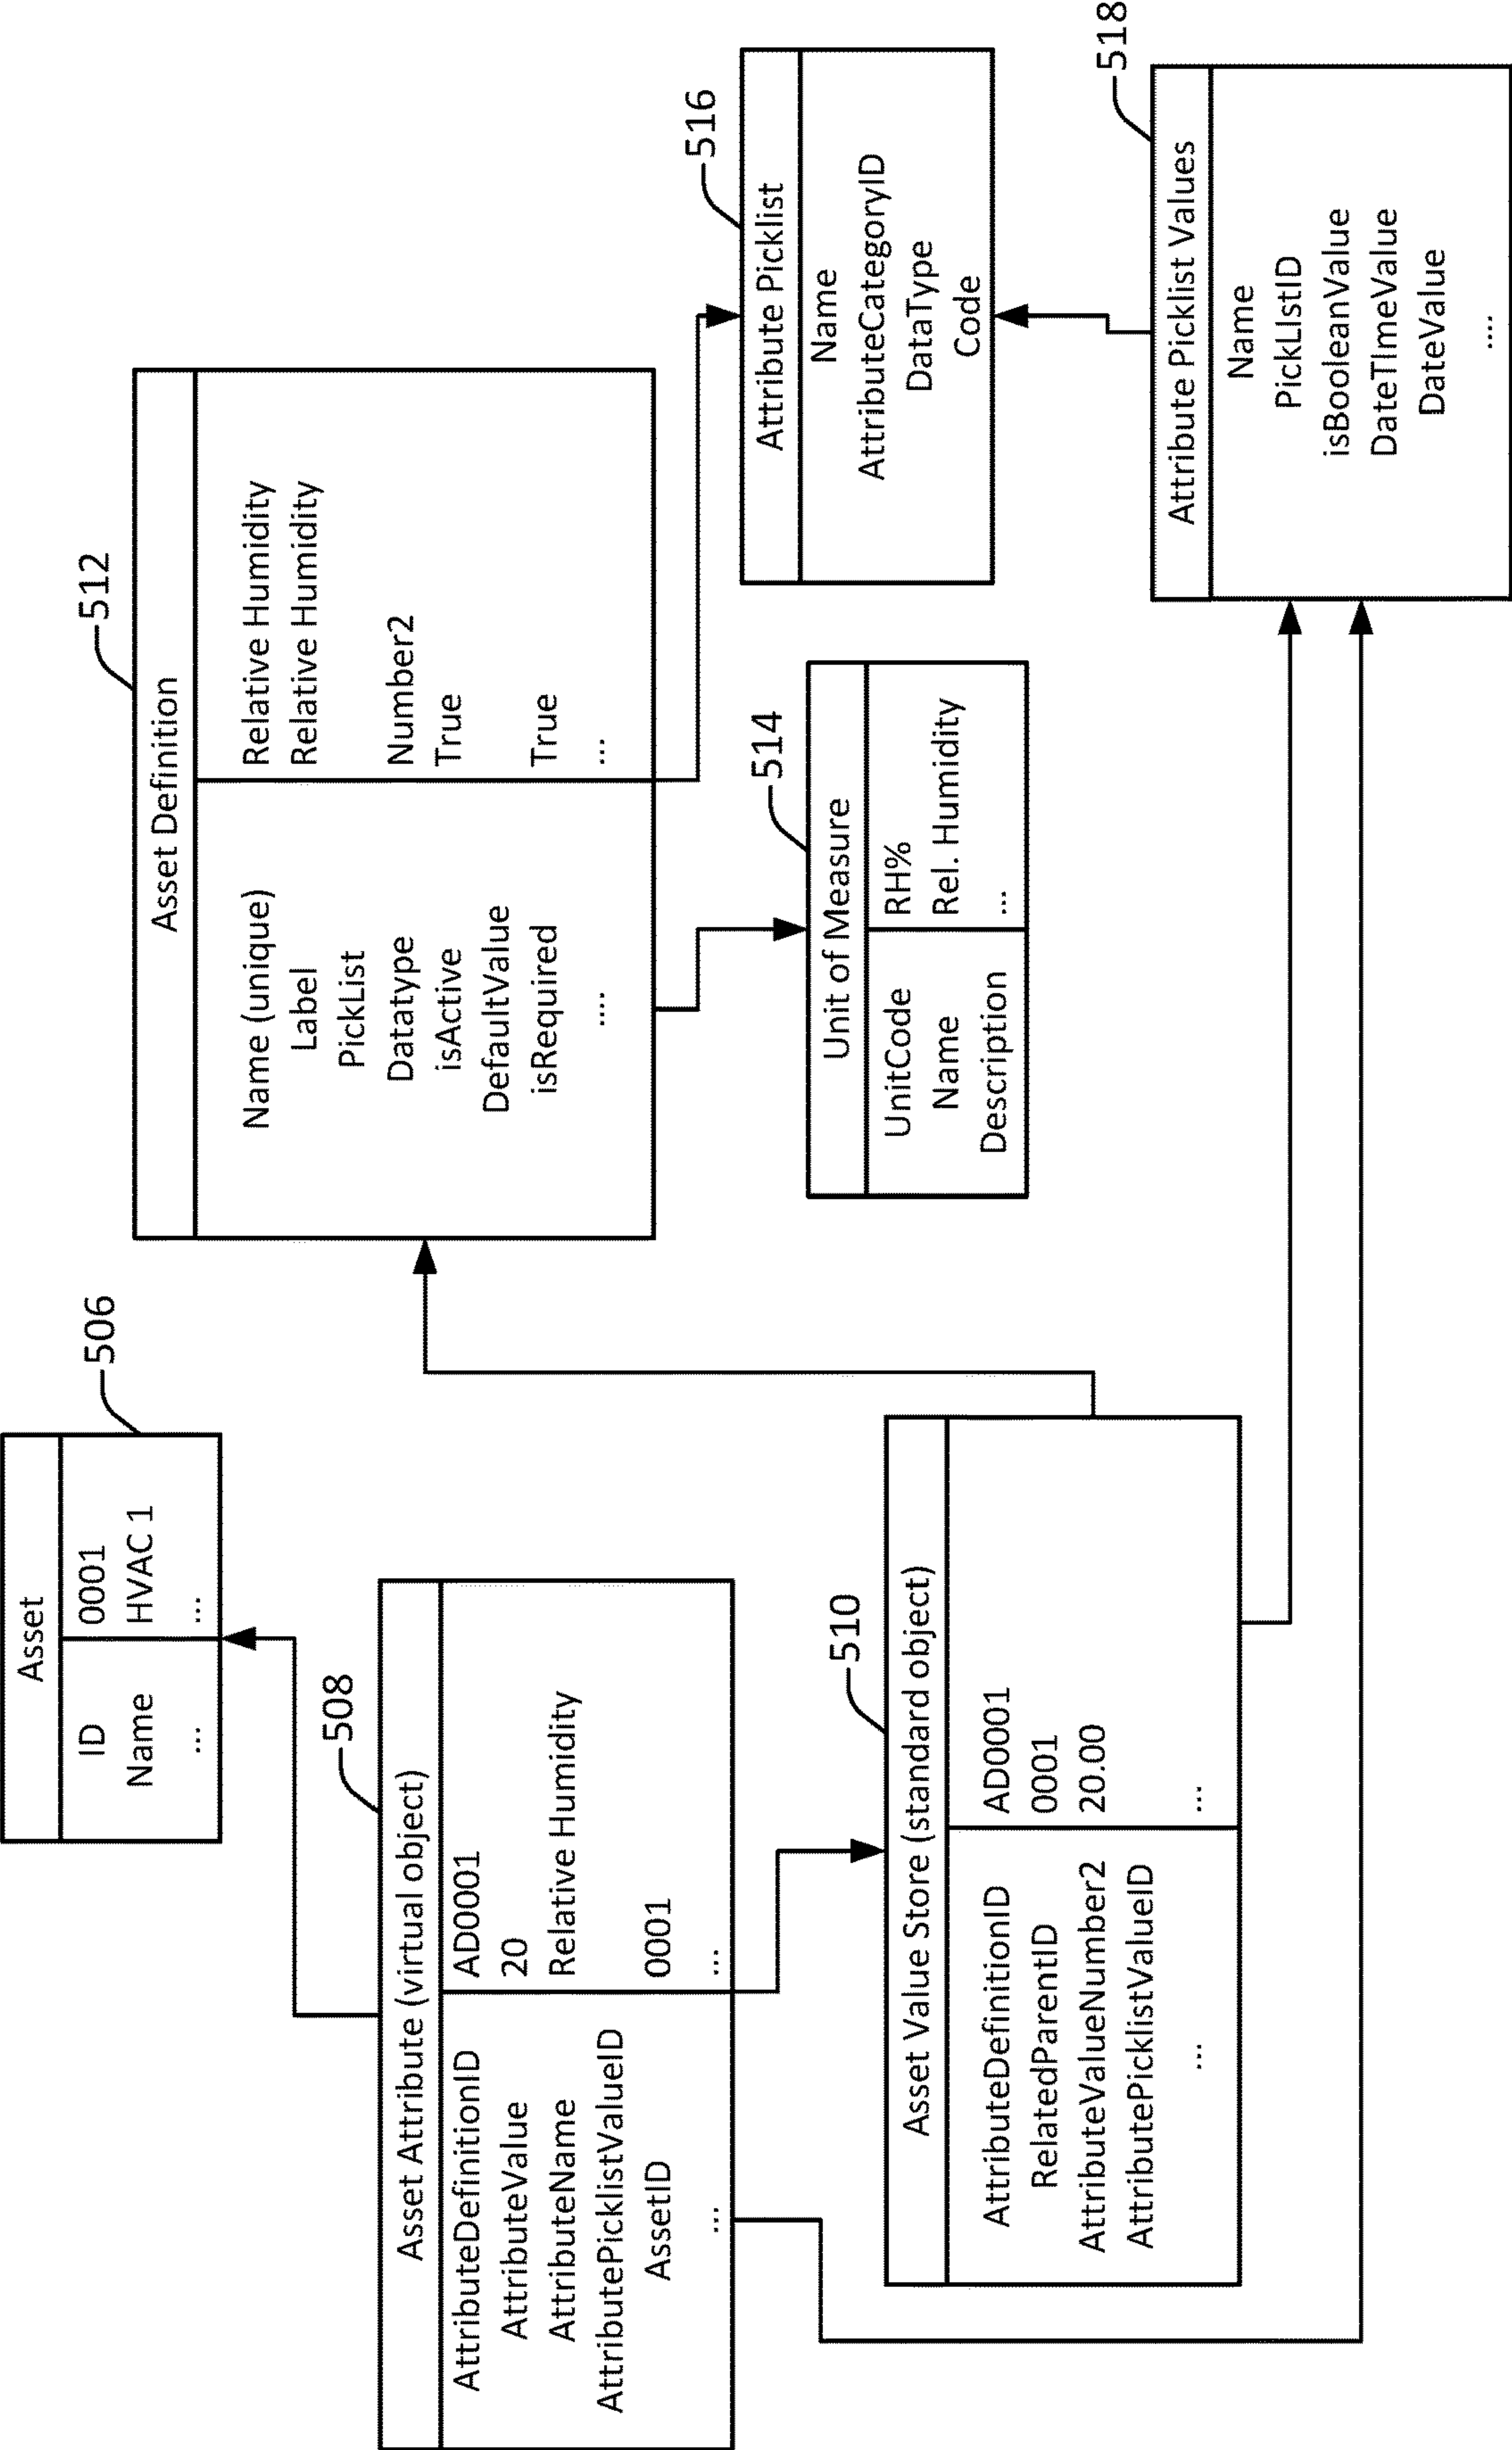 Asset
ID 0001
Name HVAC 1
... ...
506
Asset Attribute (virtual object)
AttributeDefinitionID AD0001
AttributeValue 20
AttributeName Relative Humidity
AttributePicklistValueID
AssetID 0001
... ...
508
Asset Value Store (standard object)
AttributeDefinitionID AD0001
RelatedParentID 0001
AttributeValueNumber2 20.00
AttributePicklistValueID
... ...
510
Asset Definition
Name (unique) Relative Humidity
Label Relative Humidity
PickList
Datatype Number2
isActive True
DefaultValue
isRequired True
.... ...
512
Unit of Measure
UnitCode RH%
Name Rel. Humidity
Description ...
514
Attribute Picklist
Name
AttributeCategoryID
DataType
Code
516
Attribute Picklist Values
Name
PickLIstID
isBooleanValue
DateTImeValue
DateValue
....
518